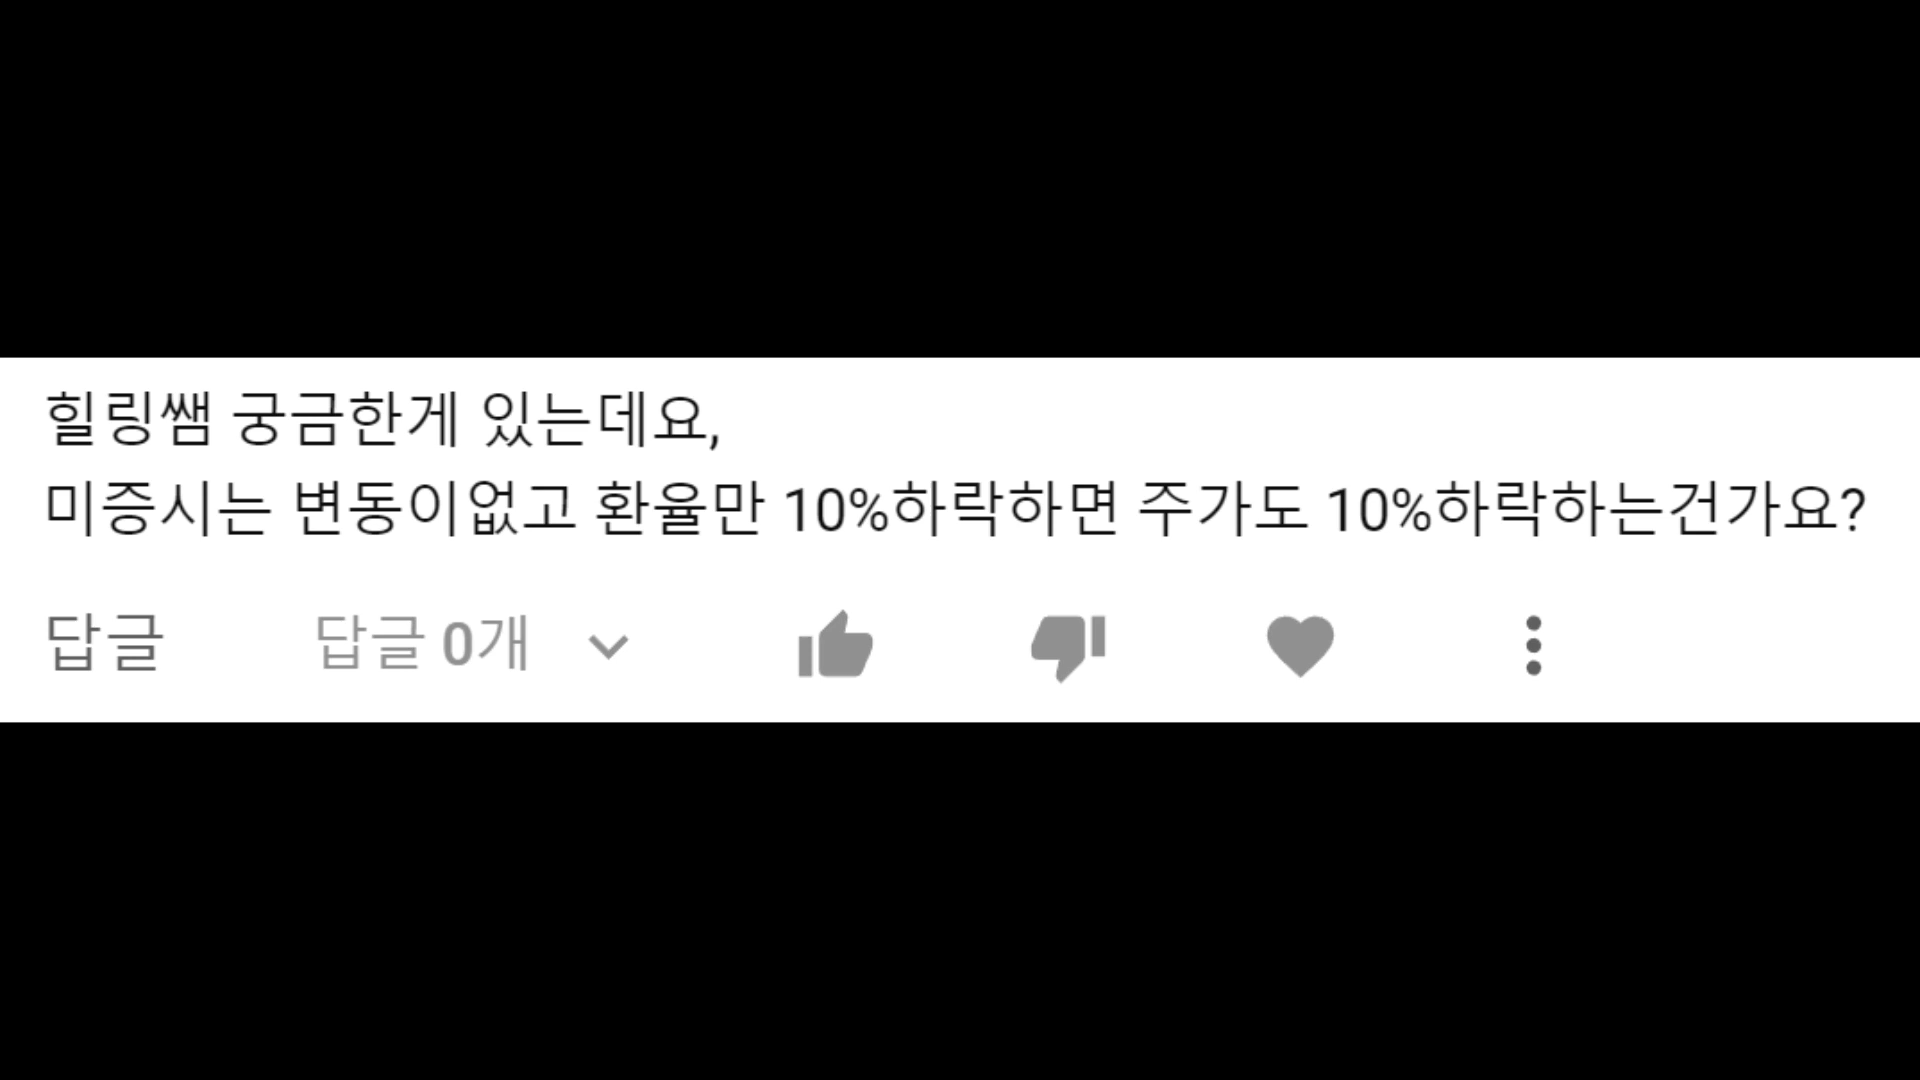 힐링쌤 궁금한게 있는데요,
미증시는 변동이없고 환율만 10%하락하면 주가도 10%하락하는건가요?
답글 답글 0개